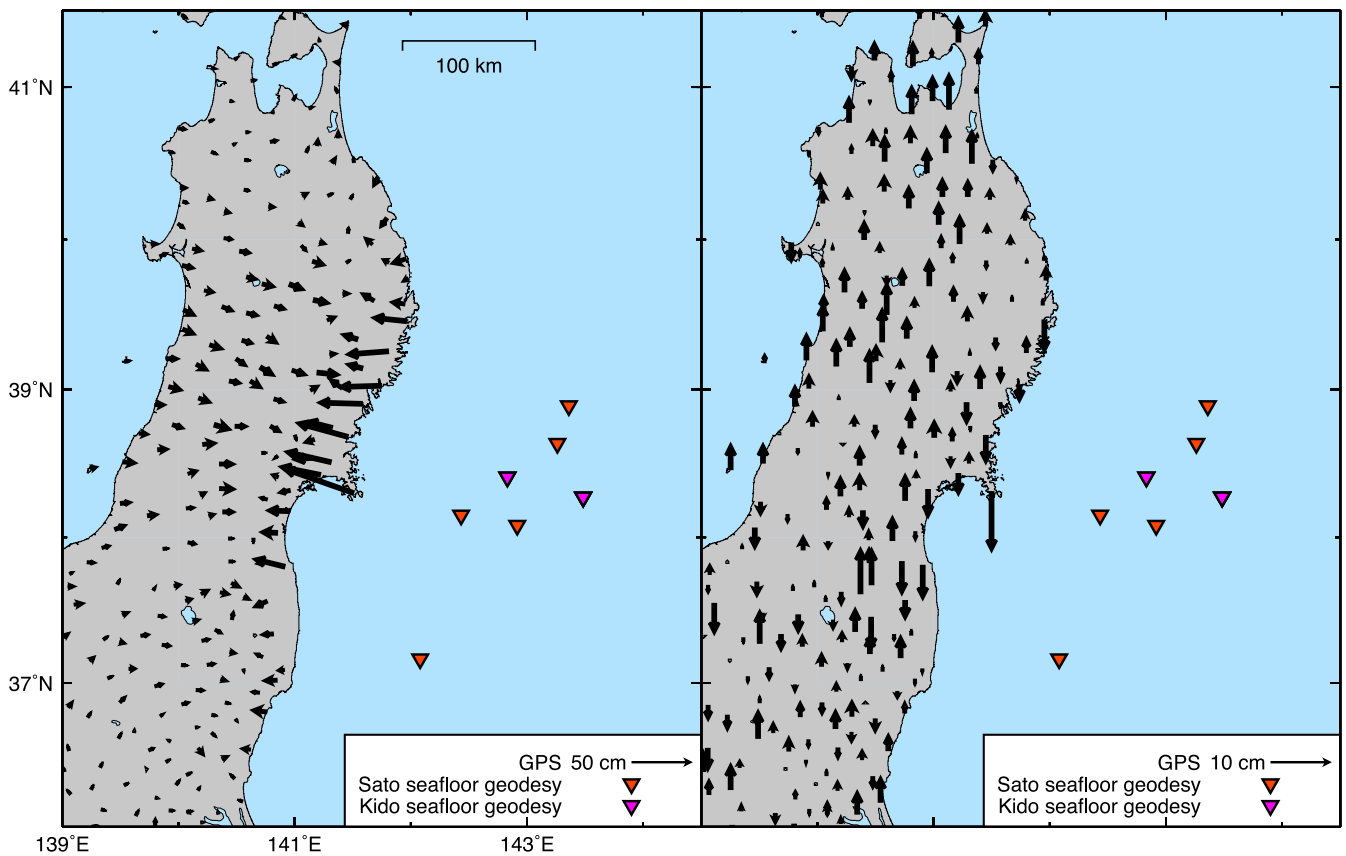 41°N
39°N
37°N
100 km
GPS 50 cm
Sato seafloor geodesy
Kido seafloor geodesy
GPS 10 cm
Sato seafloor geodesy
Kido seafloor geodesy
139°E 141°E 143°E